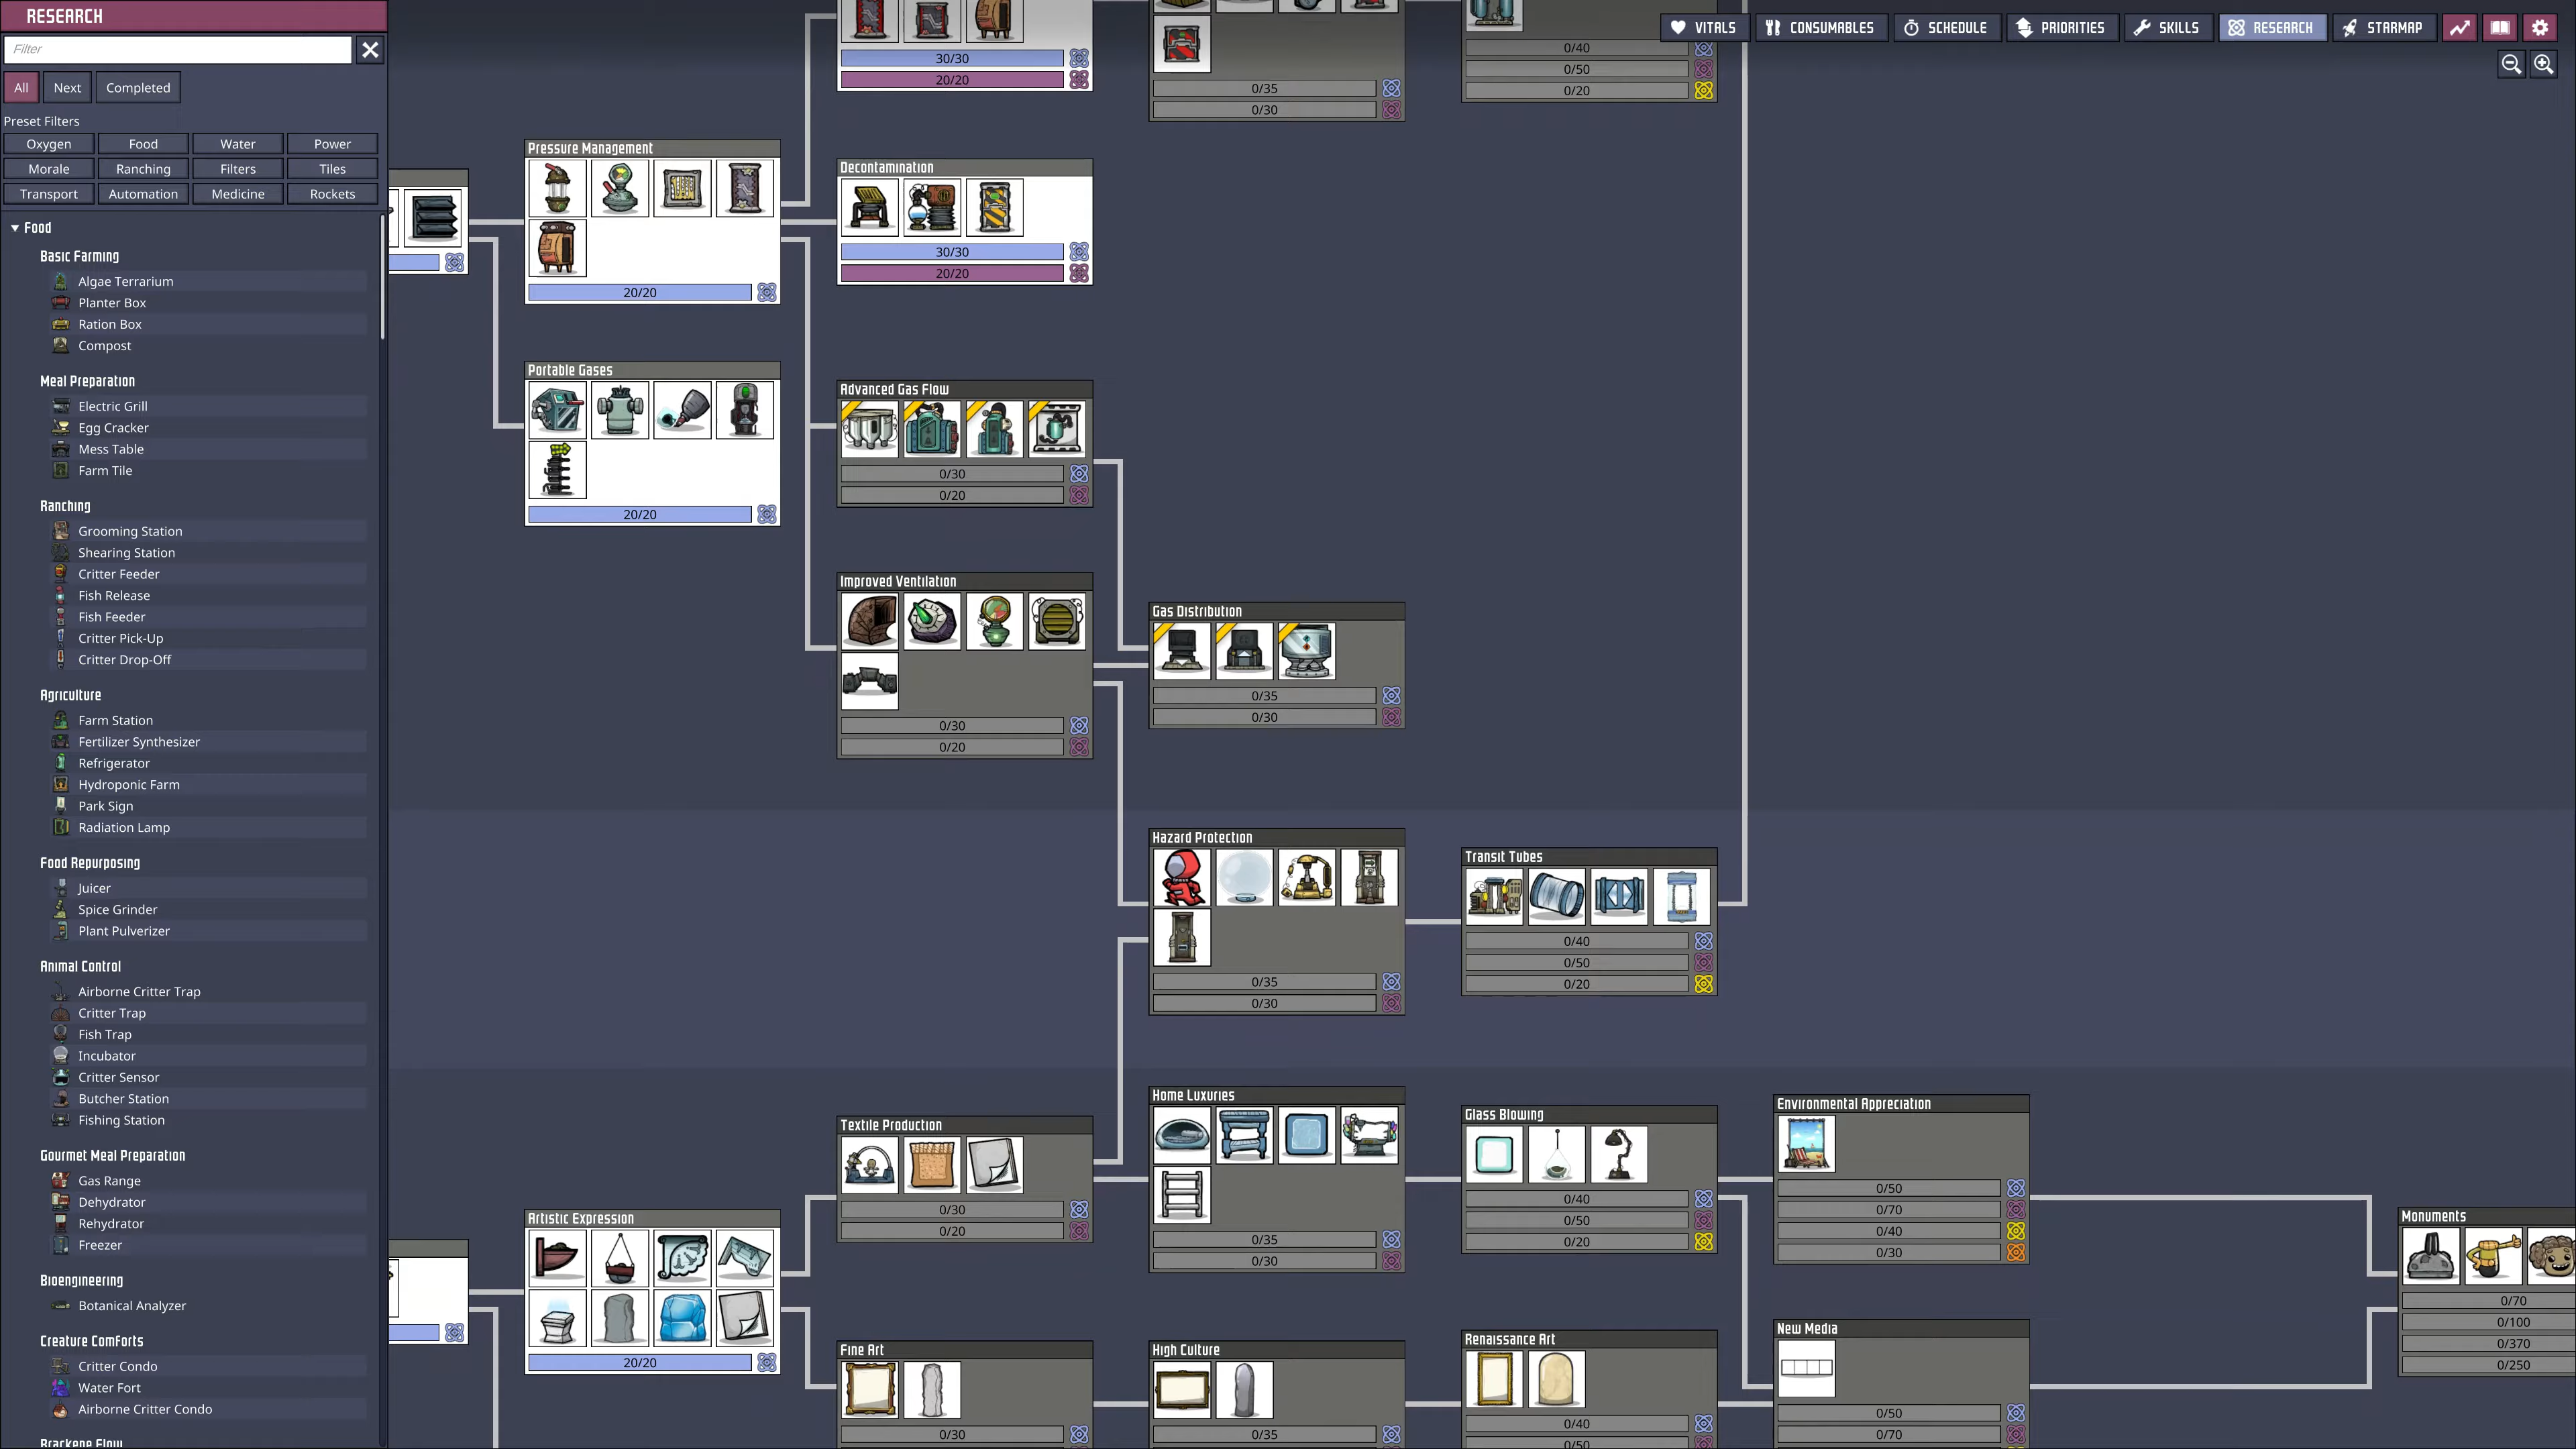 RESEARCH
Filter
All
Next
Completed
Preset Filters
Oxygen
Food
Water
Power
Morale
Ranching
Filters
Tiles
Transport
Automation
Medicine
Rockets
Food
Basic Farming
Algae Terrarium
Planter Box
Ration Box
Compost
Meal Preparation
Electric Grill
Egg Cracker
Mess Table
Farm Tile
Ranching
Grooming Station
Shearing Station
Critter Feeder
Fish Release
Fish Feeder
Critter Pick-Up
Critter Drop-Off
Agriculture
Farm Station
Fertilizer Synthesizer
Refrigerator
Hydroponic Farm
Park Sign
Radiation Lamp
Food Repurposing
Juicer
Spice Grinder
Plant Pulverizer
Animal Control
Airborne Critter Trap
Critter Trap
Fish Trap
Incubator
Critter Sensor
Butcher Station
Fishing Station
Gourmet Meal Preparation
Gas Range
Dehydrator
Rehydrator
Freezer
Bioengineering
Botanical Analyzer
Creature Comforts
Critter Condo
Water Fort
Airborne Critter Condo
Brackene Flow
VITALS
CONSUMABLES
SCHEDULE
PRIORITIES
SKILLS
RESEARCH
STARMAP
30/30
20/20
0/35
0/30
0/40
0/50
0/20
Pressure Management
20/20
Decontamination
30/30
20/20
Portable Gases
20/20
Advanced Gas Flow
0/30
0/20
Improved Ventilation
0/30
0/20
Gas Distribution
0/35
0/30
Hazard Protection
0/35
0/30
Transit Tubes
0/40
0/50
0/20
Textile Production
0/30
0/20
Home Luxuries
0/35
0/30
Glass Blowing
0/40
0/50
0/20
Environmental Appreciation
0/50
0/70
0/40
0/30
Monuments
0/70
0/100
0/370
0/250
Artistic Expression
20/20
Fine Art
0/30
High Culture
0/35
Renaissance Art
0/40
0/50
New Media
0/50
0/70